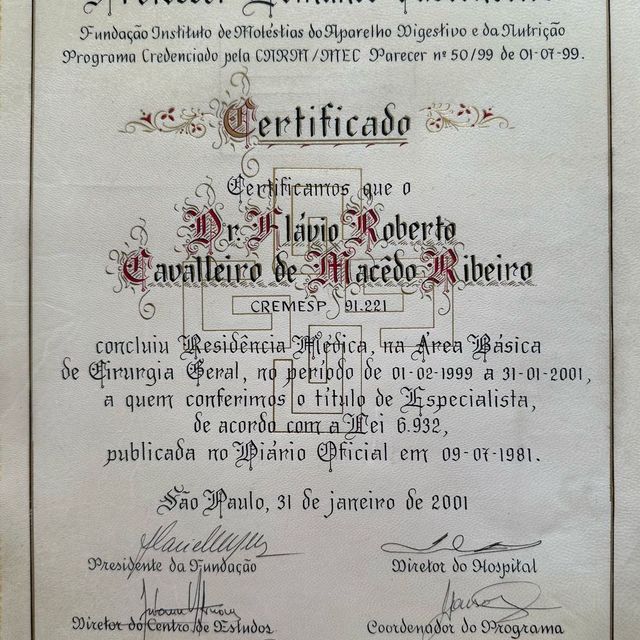 Fundação Instituto de Moléstias do Aparelho Digestivo e da Nutrição
Programa Credenciado pela CNRM/MEC Parecer nº 50/99 de 01-07-99.
Certificado
Certificamos que o
Dr. Flávio Roberto
Cavalleiro de Macêdo Ribeiro
CREMESP 91.221
concluiu Residência Médica, na Área Básica
de Cirurgia Geral, no período de 01-02-1999 a 31-01-2001,
a quem conferimos o título de Especialista,
de acordo com a Lei 6.932,
publicada no Diário Oficial em 09-07-1981.
São Paulo, 31 de janeiro de 2001
Presidente da Fundação
Diretor do Hospital
Diretor do Centro de Estudos
Coordenador do Programa